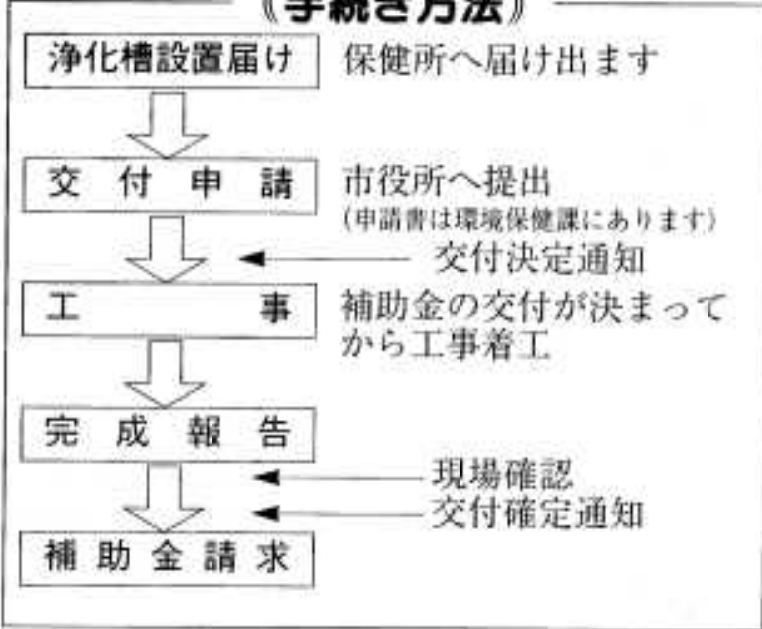 《手続き方法》
浄化槽設置届け 保健所へ届け出ます
交付申請 市役所へ提出
(申請書は環境保健課にあります)
交付決定通知
工事 補助金の交付が決まって
から工事着工
完成報告
現場確認
交付確定通知
補助金請求